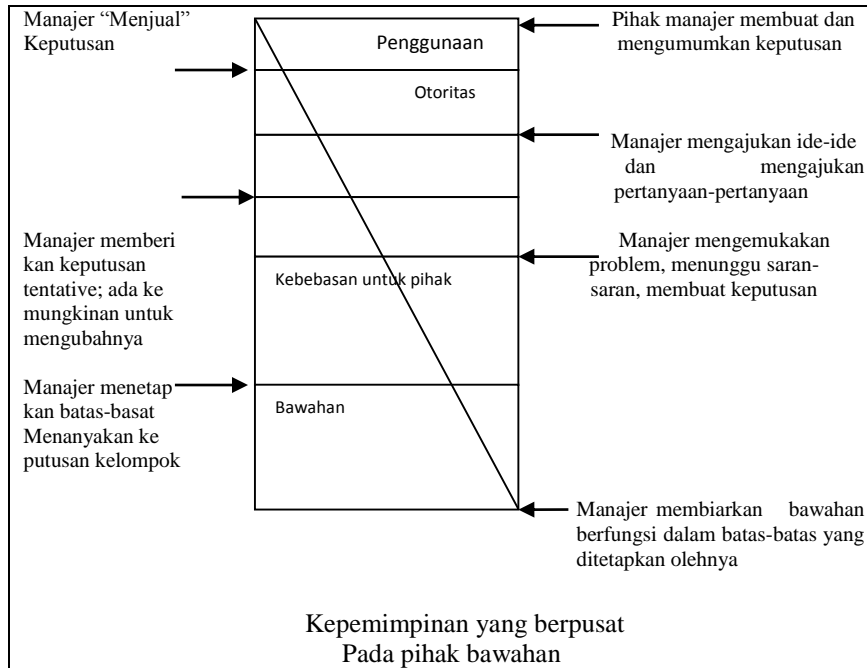 Manajer “Menjual”
Keputusan
Pihak manajer membuat dan
mengumumkan keputusan
Penggunaan
Otoritas
Manajer mengajukan ide-ide
dan mengajukan
pertanyaan-pertanyaan
Manajer memberi
kan keputusan
tentative; ada ke
mungkinan untuk
mengubahnya
Manajer mengemukakan
problem, menunggu saran-
saran, membuat keputusan
Kebebasan untuk pihak
Manajer menetap
kan batas-basat
Menanyakan ke
putusan kelompok
Bawahan
Manajer membiarkan bawahan
berfungsi dalam batas-batas yang
ditetapkan olehnya
Kepemimpinan yang berpusat
Pada pihak bawahan